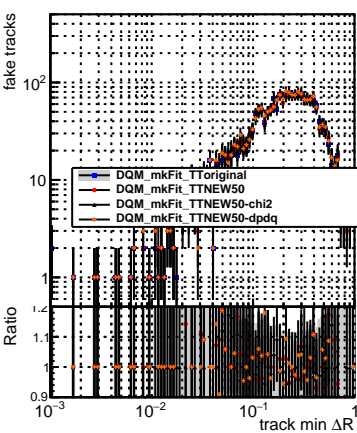 fake tracks
10²
10
1
DQM_mkFit_TToriginal
DQM_mkFit_TTNEW50
DQM_mkFit_TTNEW50-chi2
DQM_mkFit_TTNEW50-dpdq
Ratio
1.2
1.1
1
0.9
10⁻³ 10⁻² 10⁻¹ 1
track min ΔR